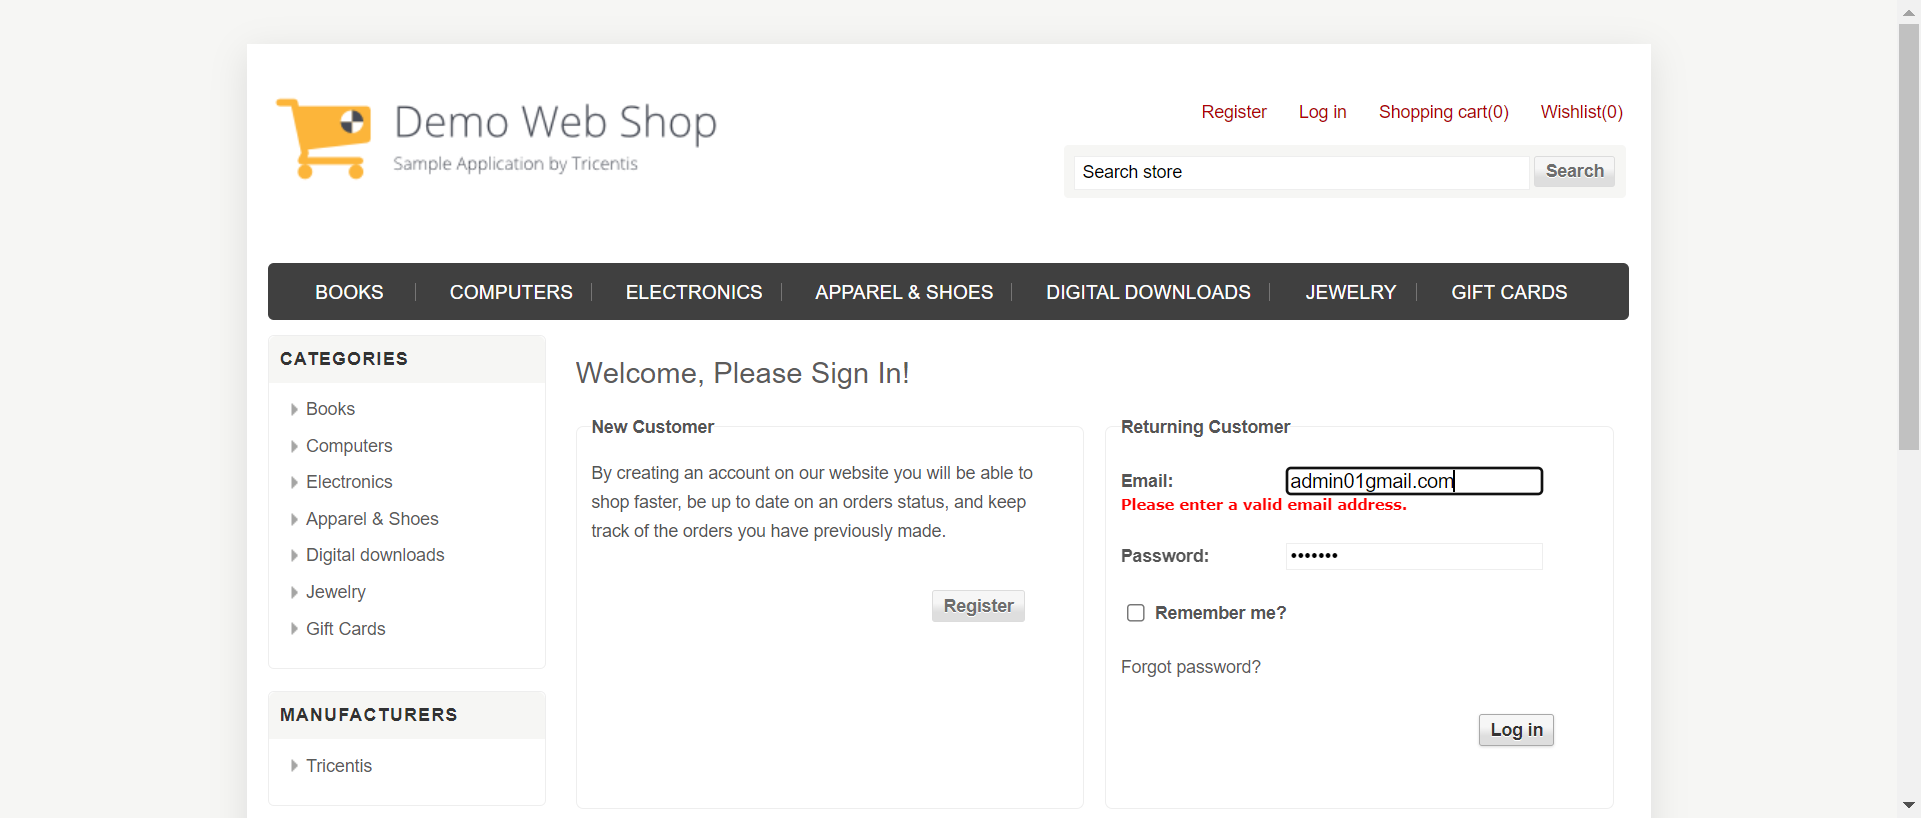 Demo Web Shop
Sample Application by Tricentis
Register Log in Shopping cart(0) Wishlist(0)
Search store Search
BOOKS COMPUTERS ELECTRONICS APPAREL & SHOES DIGITAL DOWNLOADS JEWELRY GIFT CARDS
CATEGORIES
Books
Computers
Electronics
Apparel & Shoes
Digital downloads
Jewelry
Gift Cards
MANUFACTURERS
Tricentis
Welcome, Please Sign In!
New Customer
By creating an account on our website you will be able to
shop faster, be up to date on an orders status, and keep
track of the orders you have previously made.
Register
Returning Customer
Email: admin01gmail.com
Please enter a valid email address.
Password: •••••••
Remember me?
Forgot password?
Log in